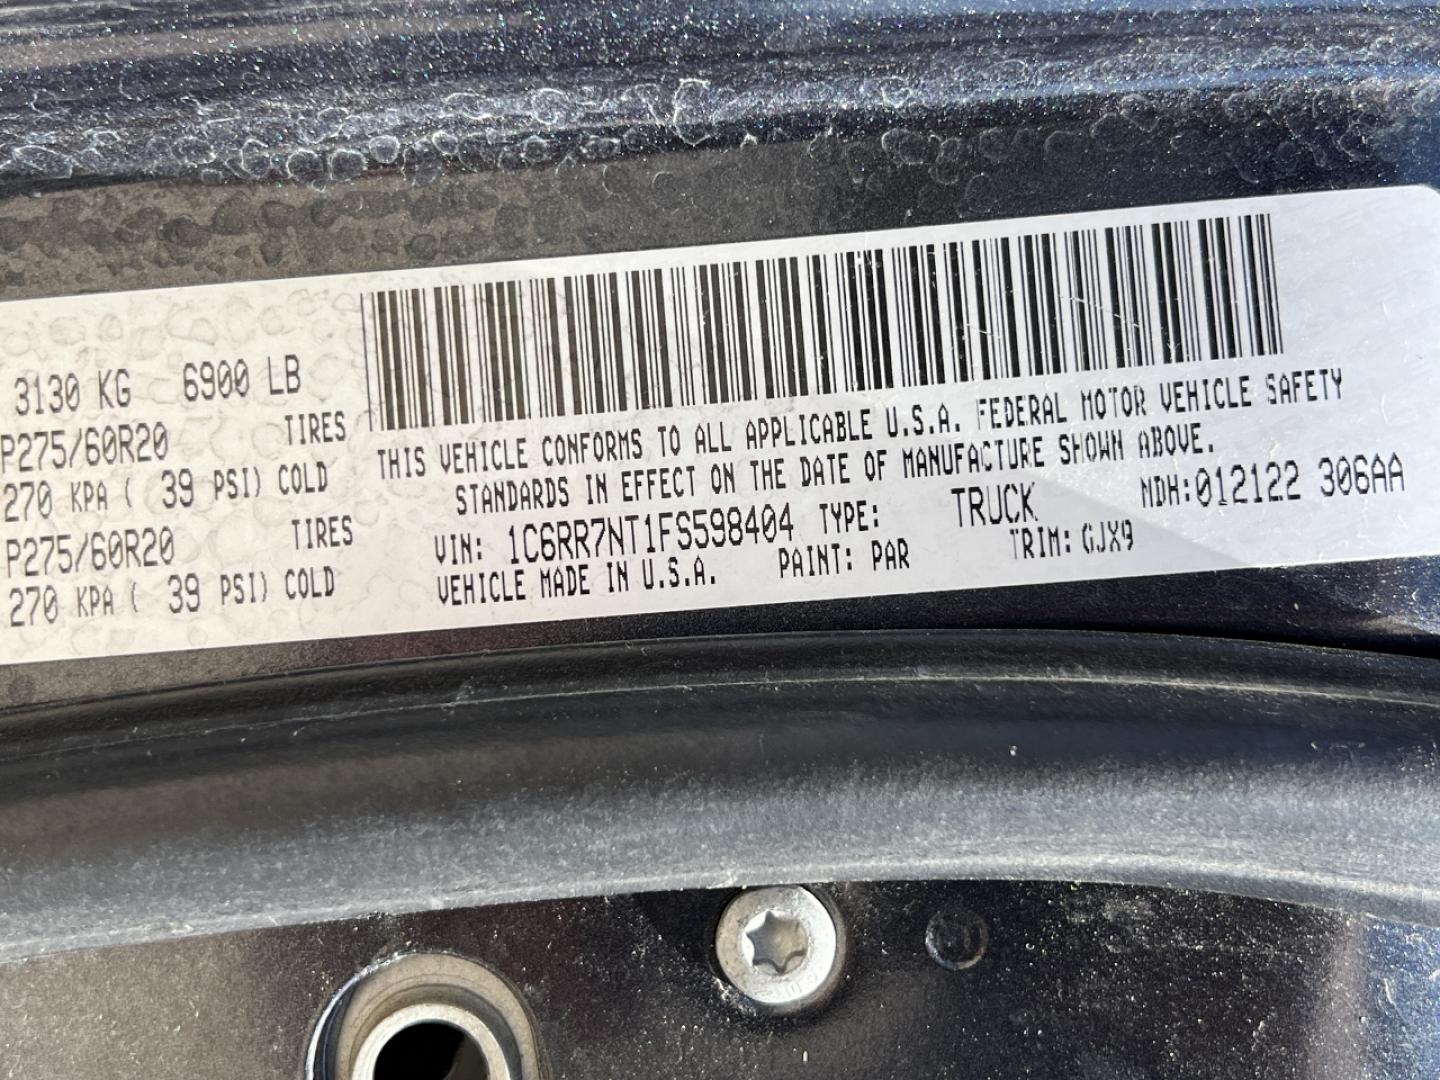 3130 KG 6900 LB
P275/60R20 TIRES
270 KPA ( 39 PSI) COLD
P275/60R20 TIRES
270 KPA ( 39 PSI) COLD
THIS VEHICLE CONFORMS TO ALL APPLICABLE U.S.A. FEDERAL MOTOR VEHICLE SAFETY
STANDARDS IN EFFECT ON THE DATE OF MANUFACTURE SHOWN ABOVE.
VIN: 1C6RR7NT1FS598404 TYPE: TRUCK MDH:012122 306AA
VEHICLE MADE IN U.S.A. PAINT: PAR TRIM: GJX9